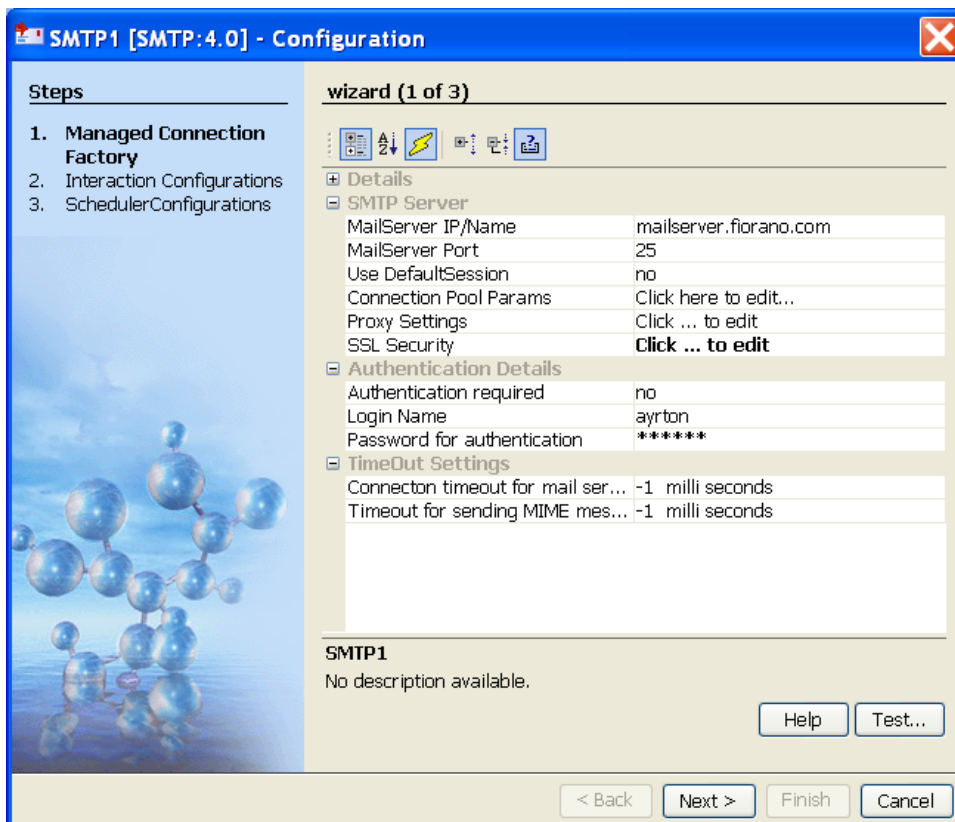 SMTP1 [SMTP:4.0] - Configuration
Steps
1. Managed Connection
Factory
2. Interaction Configurations
3. SchedulerConfigurations
wizard (1 of 3)
Details
SMTP Server
MailServer IP/Name mailserver.fiorano.com
MailServer Port 25
Use DefaultSession no
Connection Pool Params Click here to edit...
Proxy Settings Click ... to edit
SSL Security Click ... to edit
Authentication Details
Authentication required no
Login Name ayrton
Password for authentication ******
TimeOut Settings
Connecton timeout for mail ser... -1 milli seconds
Timeout for sending MIME mes... -1 milli seconds
SMTP1
No description available.
Help Test...
< Back Next > Finish Cancel